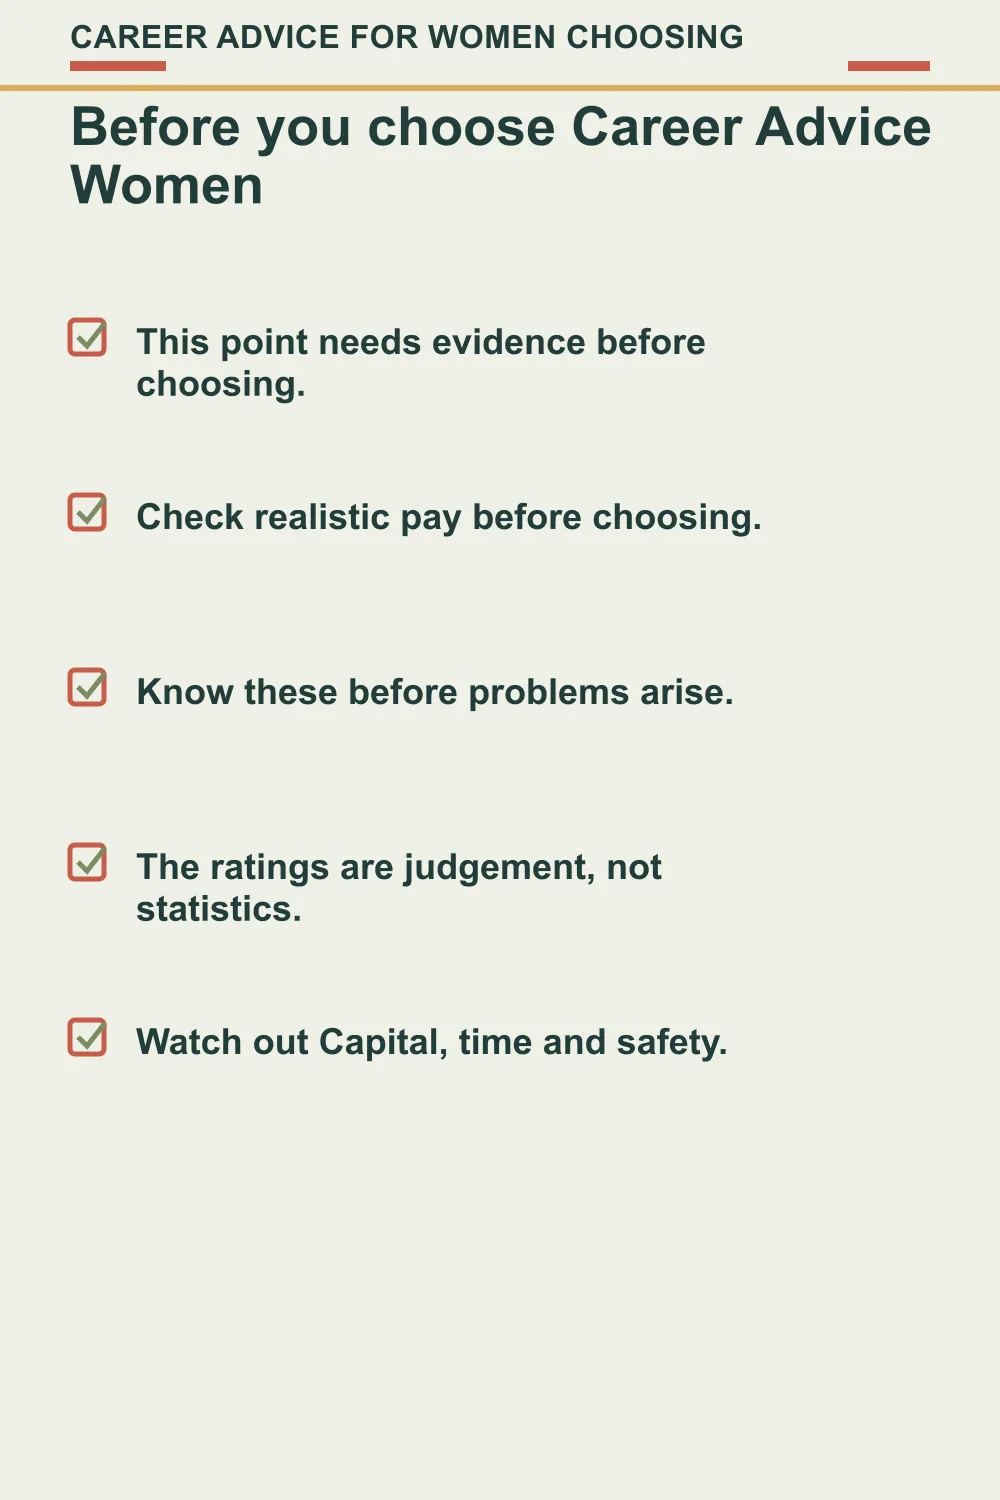 CAREER ADVICE FOR WOMEN CHOOSING
Before you choose Career Advice
Women
This point needs evidence before
choosing.
Check realistic pay before choosing.
Know these before problems arise.
The ratings are judgement, not
statistics.
Watch out Capital, time and safety.